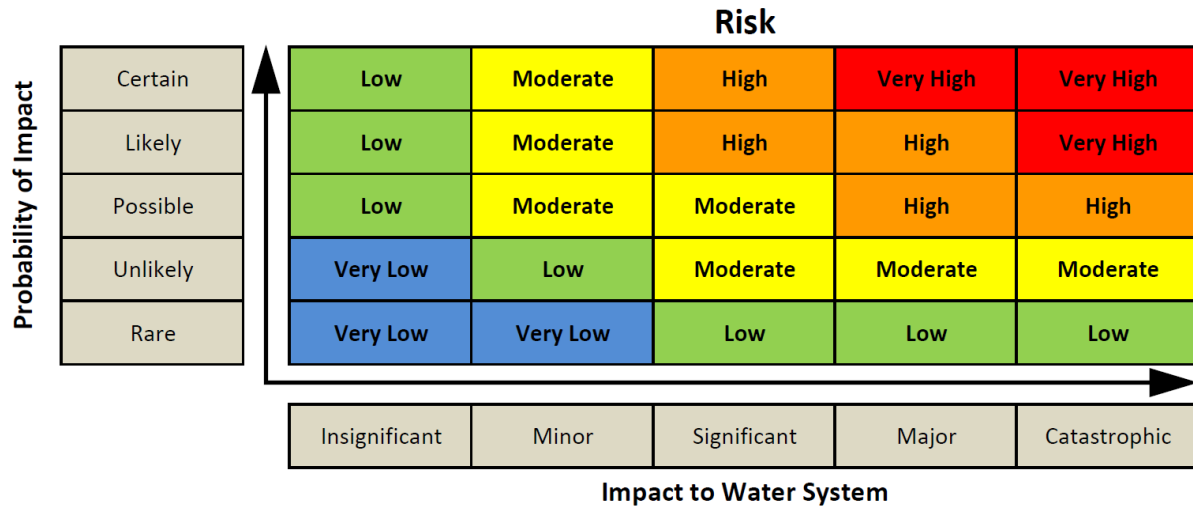 Risk
Probability of Impact
Certain Low Moderate High Very High Very High
Likely Low Moderate High High Very High
Possible Low Moderate Moderate High High
Unlikely Very Low Low Moderate Moderate Moderate
Rare Very Low Very Low Low Low Low
Insignificant Minor Significant Major Catastrophic
Impact to Water System